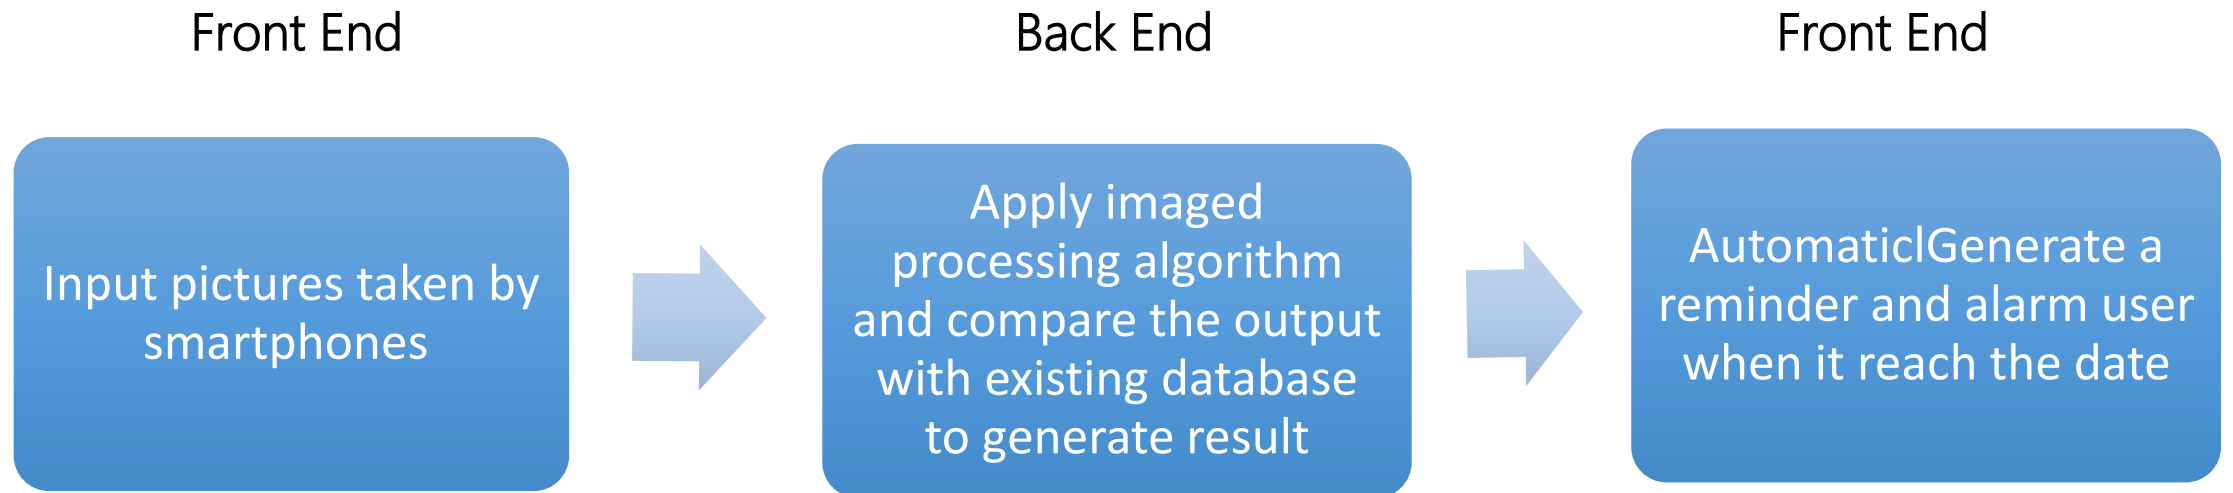 Front End
Back End
Front End
Input pictures taken by
smartphones
Apply imaged
processing algorithm
and compare the output
with existing database
to generate result
AutomaticlGenerate a
reminder and alarm user
when it reach the date